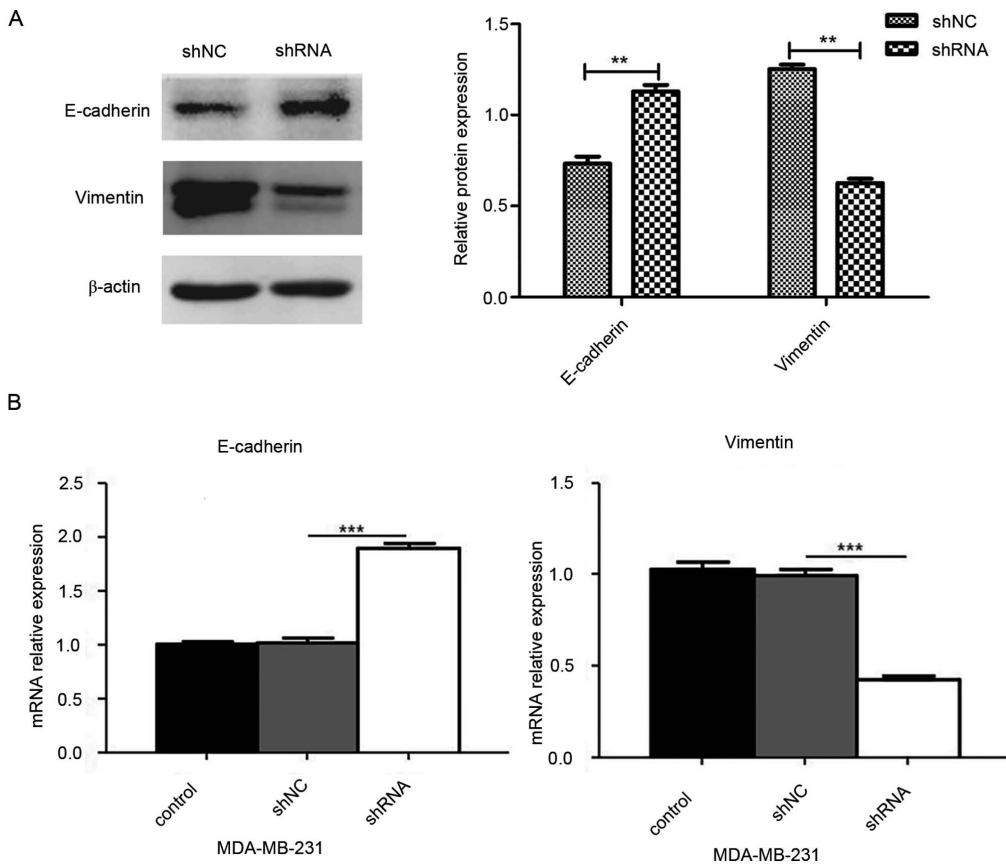 A
shNC shRNA
E-cadherin
Vimentin
β-actin
Relative protein expression
1.5
1.0
0.5
0.0
** **
shNC
shRNA
E-cadherin Vimentin
B
E-cadherin
mRNA relative expression
2.5
2.0
1.5
1.0
0.5
0.0
***
control shNC shRNA
MDA-MB-231
Vimentin
mRNA relative expression
1.5
1.0
0.5
0.0
***
control shNC shRNA
MDA-MB-231